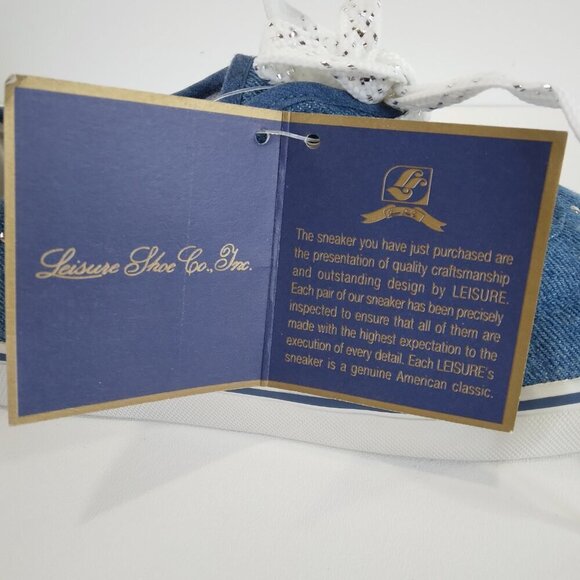 Leisure Shoe Co., Inc.
The sneaker you have just purchased are
the presentation of quality craftsmanship
and outstanding design by LEISURE.
Each pair of our sneaker has been precisely
inspected to ensure that all of them are
made with the highest expectation to the
execution of every detail. Each LEISURE's
sneaker is a genuine American classic.